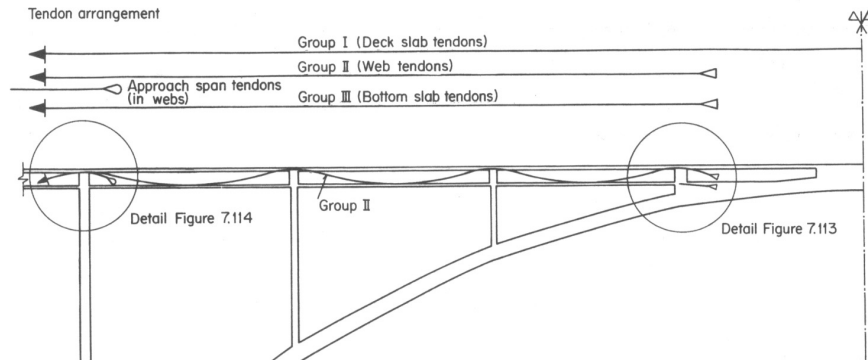 Tendon arrangement
Group I (Deck slab tendons)
Group II (Web tendons)
Approach span tendons
(in webs)
Group III (Bottom slab tendons)
Group II
Detail Figure 7.114
Detail Figure 7.113